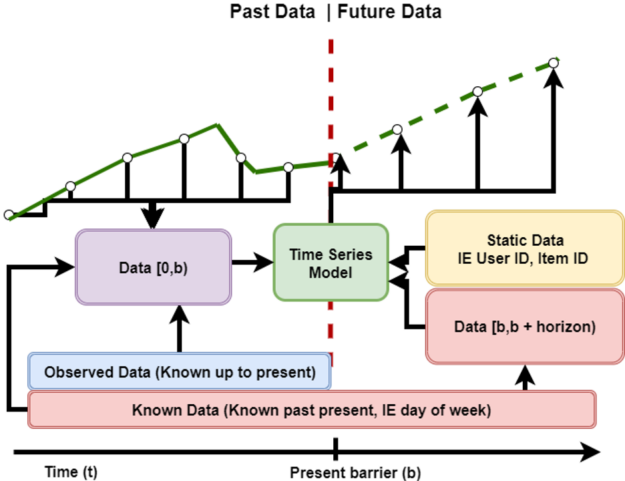 Past Data | Future Data
Data [0,b)
Time Series
Model
Static Data
IE User ID, Item ID
Data [b,b + horizon)
Observed Data (Known up to present)
Known Data (Known past present, IE day of week)
Time (t)
Present barrier (b)